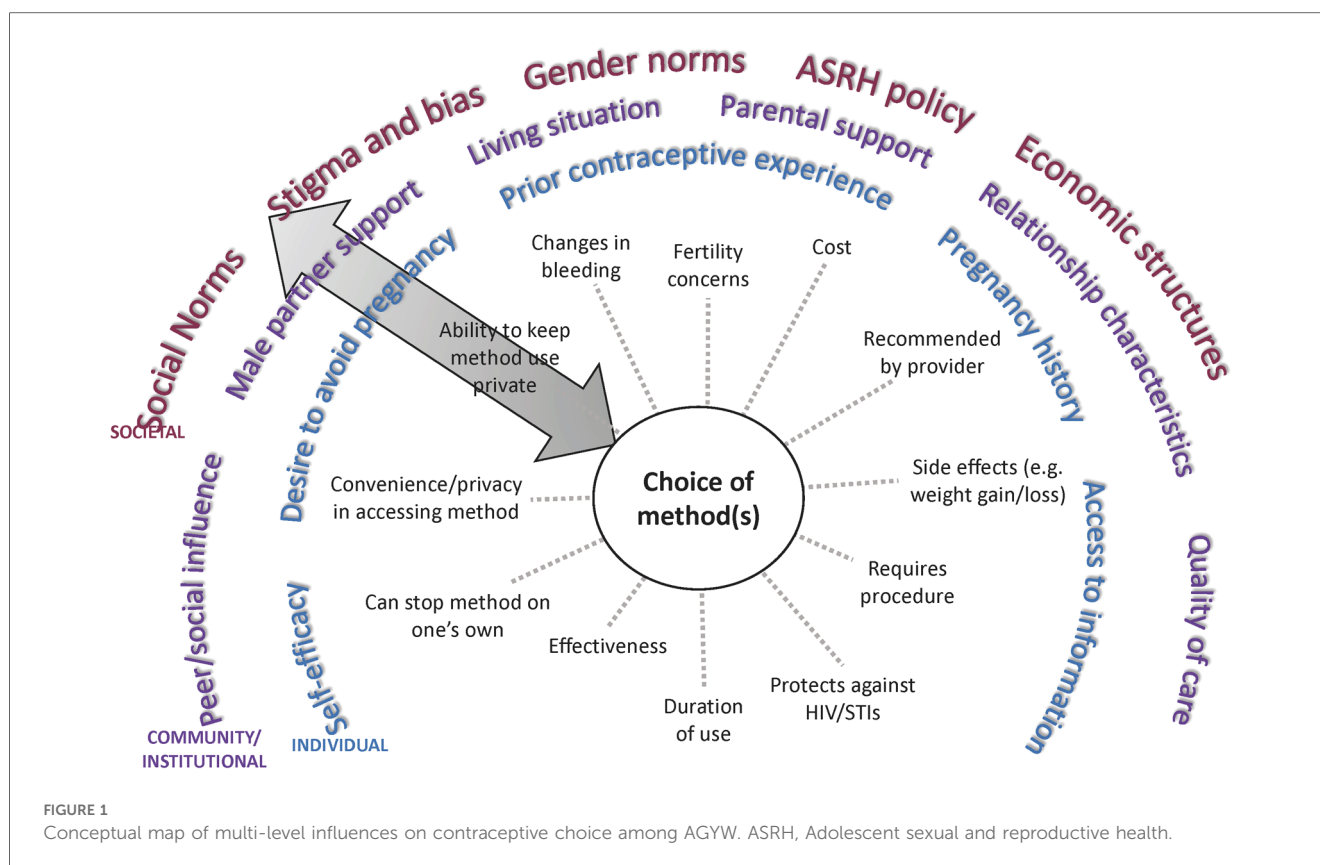 Social Norms
Stigma and bias
Gender norms
ASRH policy
Economic structures
SOCIETAL
Peer/social influence
Male partner support
Living situation
Parental support
Relationship characteristics
Quality of care
COMMUNITY/
INSTITUTIONAL
Self-efficacy
Desire to avoid pregnancy
Prior contraceptive experience
Pregnancy history
Access to information
INDIVIDUAL
Changes in
bleeding
Fertility
concerns
Cost
Ability to keep
method use
private
Recommended
by provider
Convenience/privacy
in accessing method
Choice of
method(s)
Side effects (e.g.
weight gain/loss)
Can stop method on
one's own
Requires
procedure
Effectiveness
Duration
of use
Protects against
HIV/STIs
FIGURE 1
Conceptual map of multi-level influences on contraceptive choice among AGYW. ASRH, Adolescent sexual and reproductive health.